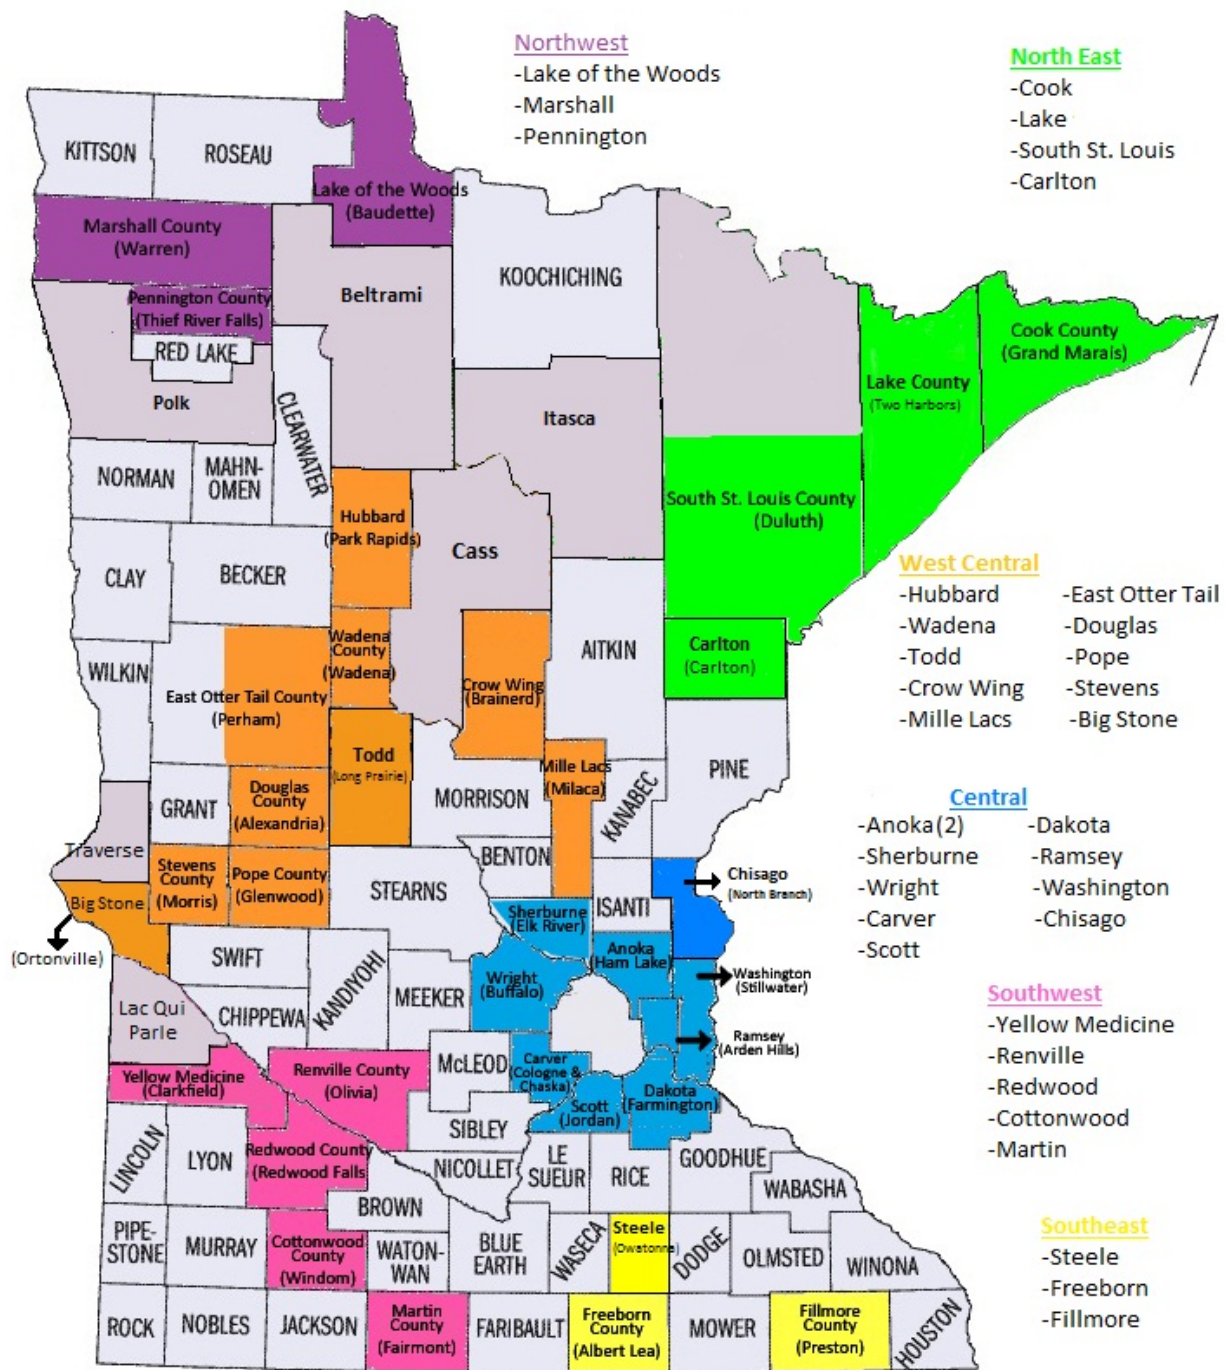 Northwest
-Lake of the Woods
-Marshall
-Pennington
North East
-Cook
-Lake
-South St. Louis
-Carlton
KITTSON
ROSEAU
Lake of the Woods
(Baudette)
Marshall County
(Warren)
Beltrami
KOOCHICHING
Pennington County
(Thief River Falls)
RED LAKE
Polk
CLEARWATER
Itasca
Lake County
(Two Harbors)
Cook County
(Grand Marais)
NORMAN
MAHN-
OMEN
Hubbard
(Park Rapids)
Cass
South St. Louis County
(Duluth)
CLAY
BECKER
West Central
-Hubbard
-Wadena
-Todd
-Crow Wing
-Mille Lacs
-East Otter Tail
-Douglas
-Pope
-Stevens
-Big Stone
WILKIN
East Otter Tail County
(Perham)
Wadena
County
(Wadena)
Crow Wing
(Brainerd)
AITKIN
Carlton
(Carlton)
Todd
(Long Prairie)
Mille Lacs
(Milaca)
KANABEC
PINE
GRANT
Douglas
County
(Alexandria)
MORRISON
Central
-Anoka(2)
-Sherburne
-Wright
-Carver
-Scott
-Dakota
-Ramsey
-Washington
-Chisago
Traverse
Stevens
County
(Morris)
Pope County
(Glenwood)
BENTON
STEARNS
Chisago
(North Branch)
Big Stone
(Ortonville)
Sherburne
(Elk River)
ISANTI
SWIFT
KANDIYOHI
MEEKER
Wright
(Buffalo)
Anoka
(Ham Lake)
Washington
(Stillwater)
Lac Qui
Parle
CHIPPEWA
Ramsey
(Arden Hills)
Southwest
-Yellow Medicine
-Renville
-Redwood
-Cottonwood
-Martin
Yellow Medicine
(Clarkfield)
Renville County
(Olivia)
McLEOD
Carver
(Cologne &
Chaska)
Scott
(Jordan)
Dakota
(Farmington)
LINCOLN
LYON
Redwood County
(Redwood Falls
SIBLEY
NICOLLET
LE
SUEUR
RICE
GOODHUE
WABASHA
BROWN
PIPE-
STONE
MURRAY
Cottonwood
County
(Windom)
WATON-
WAN
BLUE
EARTH
WASECA
Steele
(Owatonna)
DODGE
OLMSTED
WINONA
Southeast
-Steele
-Freeborn
-Fillmore
ROCK
NOBLES
JACKSON
Martin
County
(Fairmont)
FARIBAULT
Freeborn
County
(Albert Lea)
MOWER
Fillmore
County
(Preston)
HOUSTON